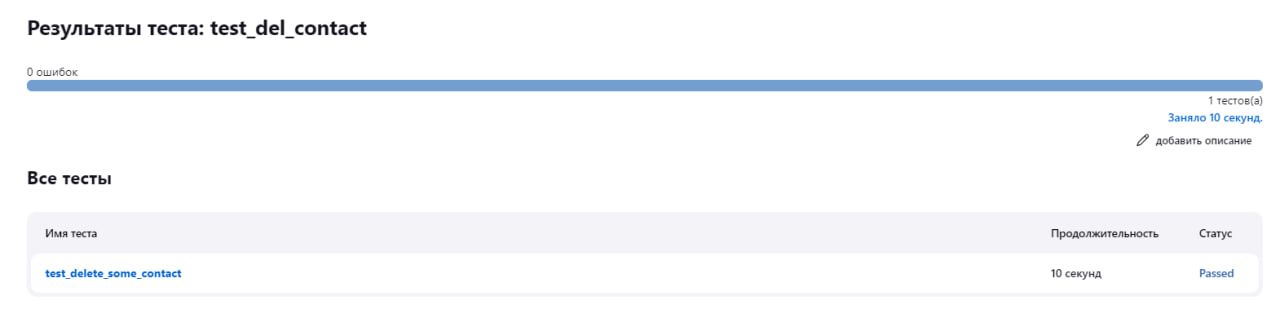 Результаты теста: test_del_contact
0 ошибок
1 тестов(а)
Заняло 10 секунд.
добавить описание
Все тесты
Имя теста Продолжительность Статус
test_delete_some_contact 10 секунд Passed